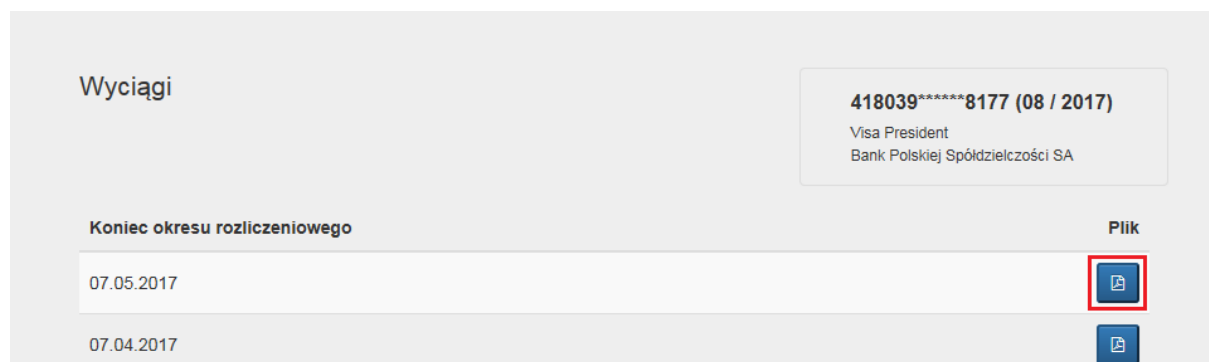 Wyciągi
418039******8177 (08 / 2017)
Visa President
Bank Polskiej Spółdzielczości SA
Koniec okresu rozliczeniowego Plik
07.05.2017
07.04.2017